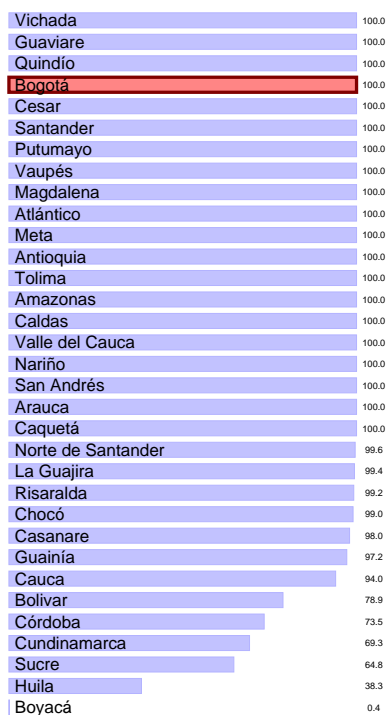 Vichada 100.0
Guaviare 100.0
Quindío 100.0
Bogotá 100.0
Cesar 100.0
Santander 100.0
Putumayo 100.0
Vaupés 100.0
Magdalena 100.0
Atlántico 100.0
Meta 100.0
Antioquia 100.0
Tolima 100.0
Amazonas 100.0
Caldas 100.0
Valle del Cauca 100.0
Nariño 100.0
San Andrés 100.0
Arauca 100.0
Caquetá 100.0
Norte de Santander 99.6
La Guajira 99.4
Risaralda 99.2
Chocó 99.0
Casanare 98.0
Guainía 97.2
Cauca 94.0
Bolivar 78.9
Córdoba 73.5
Cundinamarca 69.3
Sucre 64.8
Huila 38.3
Boyacá 0.4